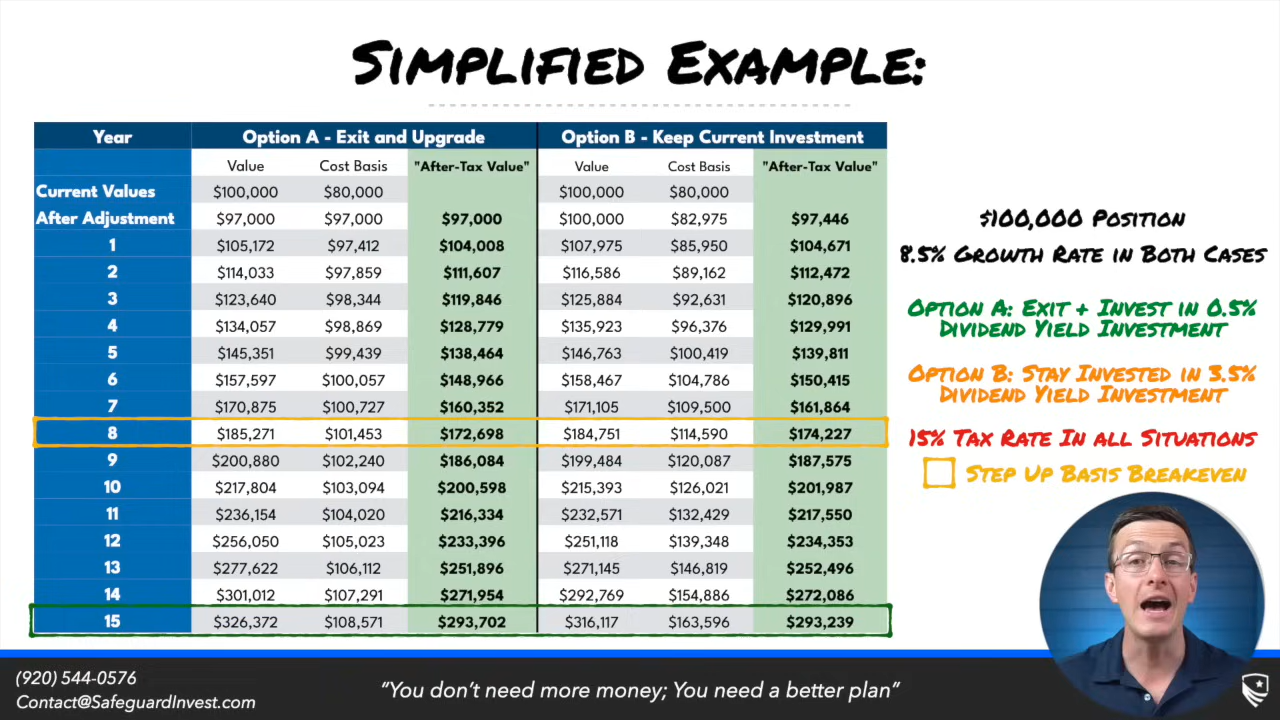 Simplified Example:
Year Option A - Exit and Upgrade Option B - Keep Current Investment
Value Cost Basis "After-Tax Value" Value Cost Basis "After-Tax Value"
Current Values $100,000 $80,000 $100,000 $80,000
After Adjustment $97,000 $97,000 $97,000 $100,000 $82,975 $97,446
1 $105,172 $97,412 $104,008 $107,975 $85,950 $104,671
2 $114,033 $97,859 $111,607 $116,586 $89,162 $112,472
3 $123,640 $98,344 $119,846 $125,884 $92,631 $120,896
4 $134,057 $98,869 $128,779 $135,923 $96,376 $129,991
5 $145,351 $99,439 $138,464 $146,763 $100,419 $139,811
6 $157,597 $100,057 $148,966 $158,467 $104,786 $150,415
7 $170,875 $100,727 $160,352 $171,105 $109,500 $161,864
8 $185,271 $101,453 $172,698 $184,751 $114,590 $174,227
9 $200,880 $102,240 $186,084 $199,484 $120,087 $187,575
10 $217,804 $103,094 $200,598 $215,393 $126,021 $201,987
11 $236,154 $104,020 $216,334 $232,571 $132,429 $217,550
12 $256,050 $105,023 $233,396 $251,118 $139,348 $234,353
13 $277,622 $106,112 $251,896 $271,145 $146,819 $252,496
14 $301,012 $107,291 $271,954 $292,769 $154,886 $272,086
15 $326,372 $108,571 $293,702 $316,117 $163,596 $293,239
$100,000 Position
8.5% Growth Rate in Both Cases
Option A: Exit + Invest in 0.5%
Dividend Yield Investment
Option B: Stay Invested in 3.5%
Dividend Yield Investment
15% Tax Rate In all Situations
Step Up Basis Breakeven
(920) 544-0576
Contact@SafeguardInvest.com
"You don't need more money; You need a better plan"